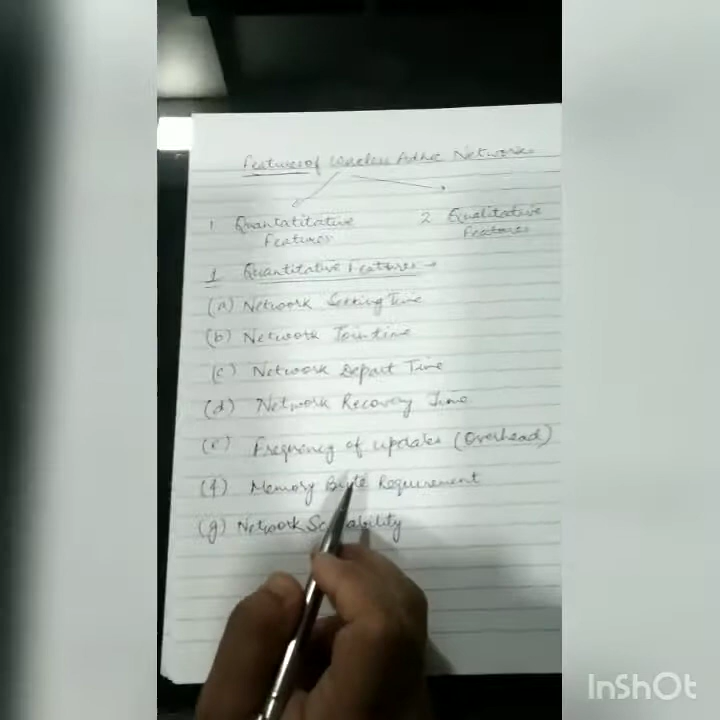 Features of Wireless Adhoc Networks
1 Quantatitative 2 Qualitative
Features Features
1 Quantitative Features →
(a) Network Setting Time
(b) Network Join time
(c) Network Depart Time
(d) Network Recovery Time
(e) Frequency of updates (Overhead)
(f) Memory Byte Requirement
(g) Network Scalability
InShOt